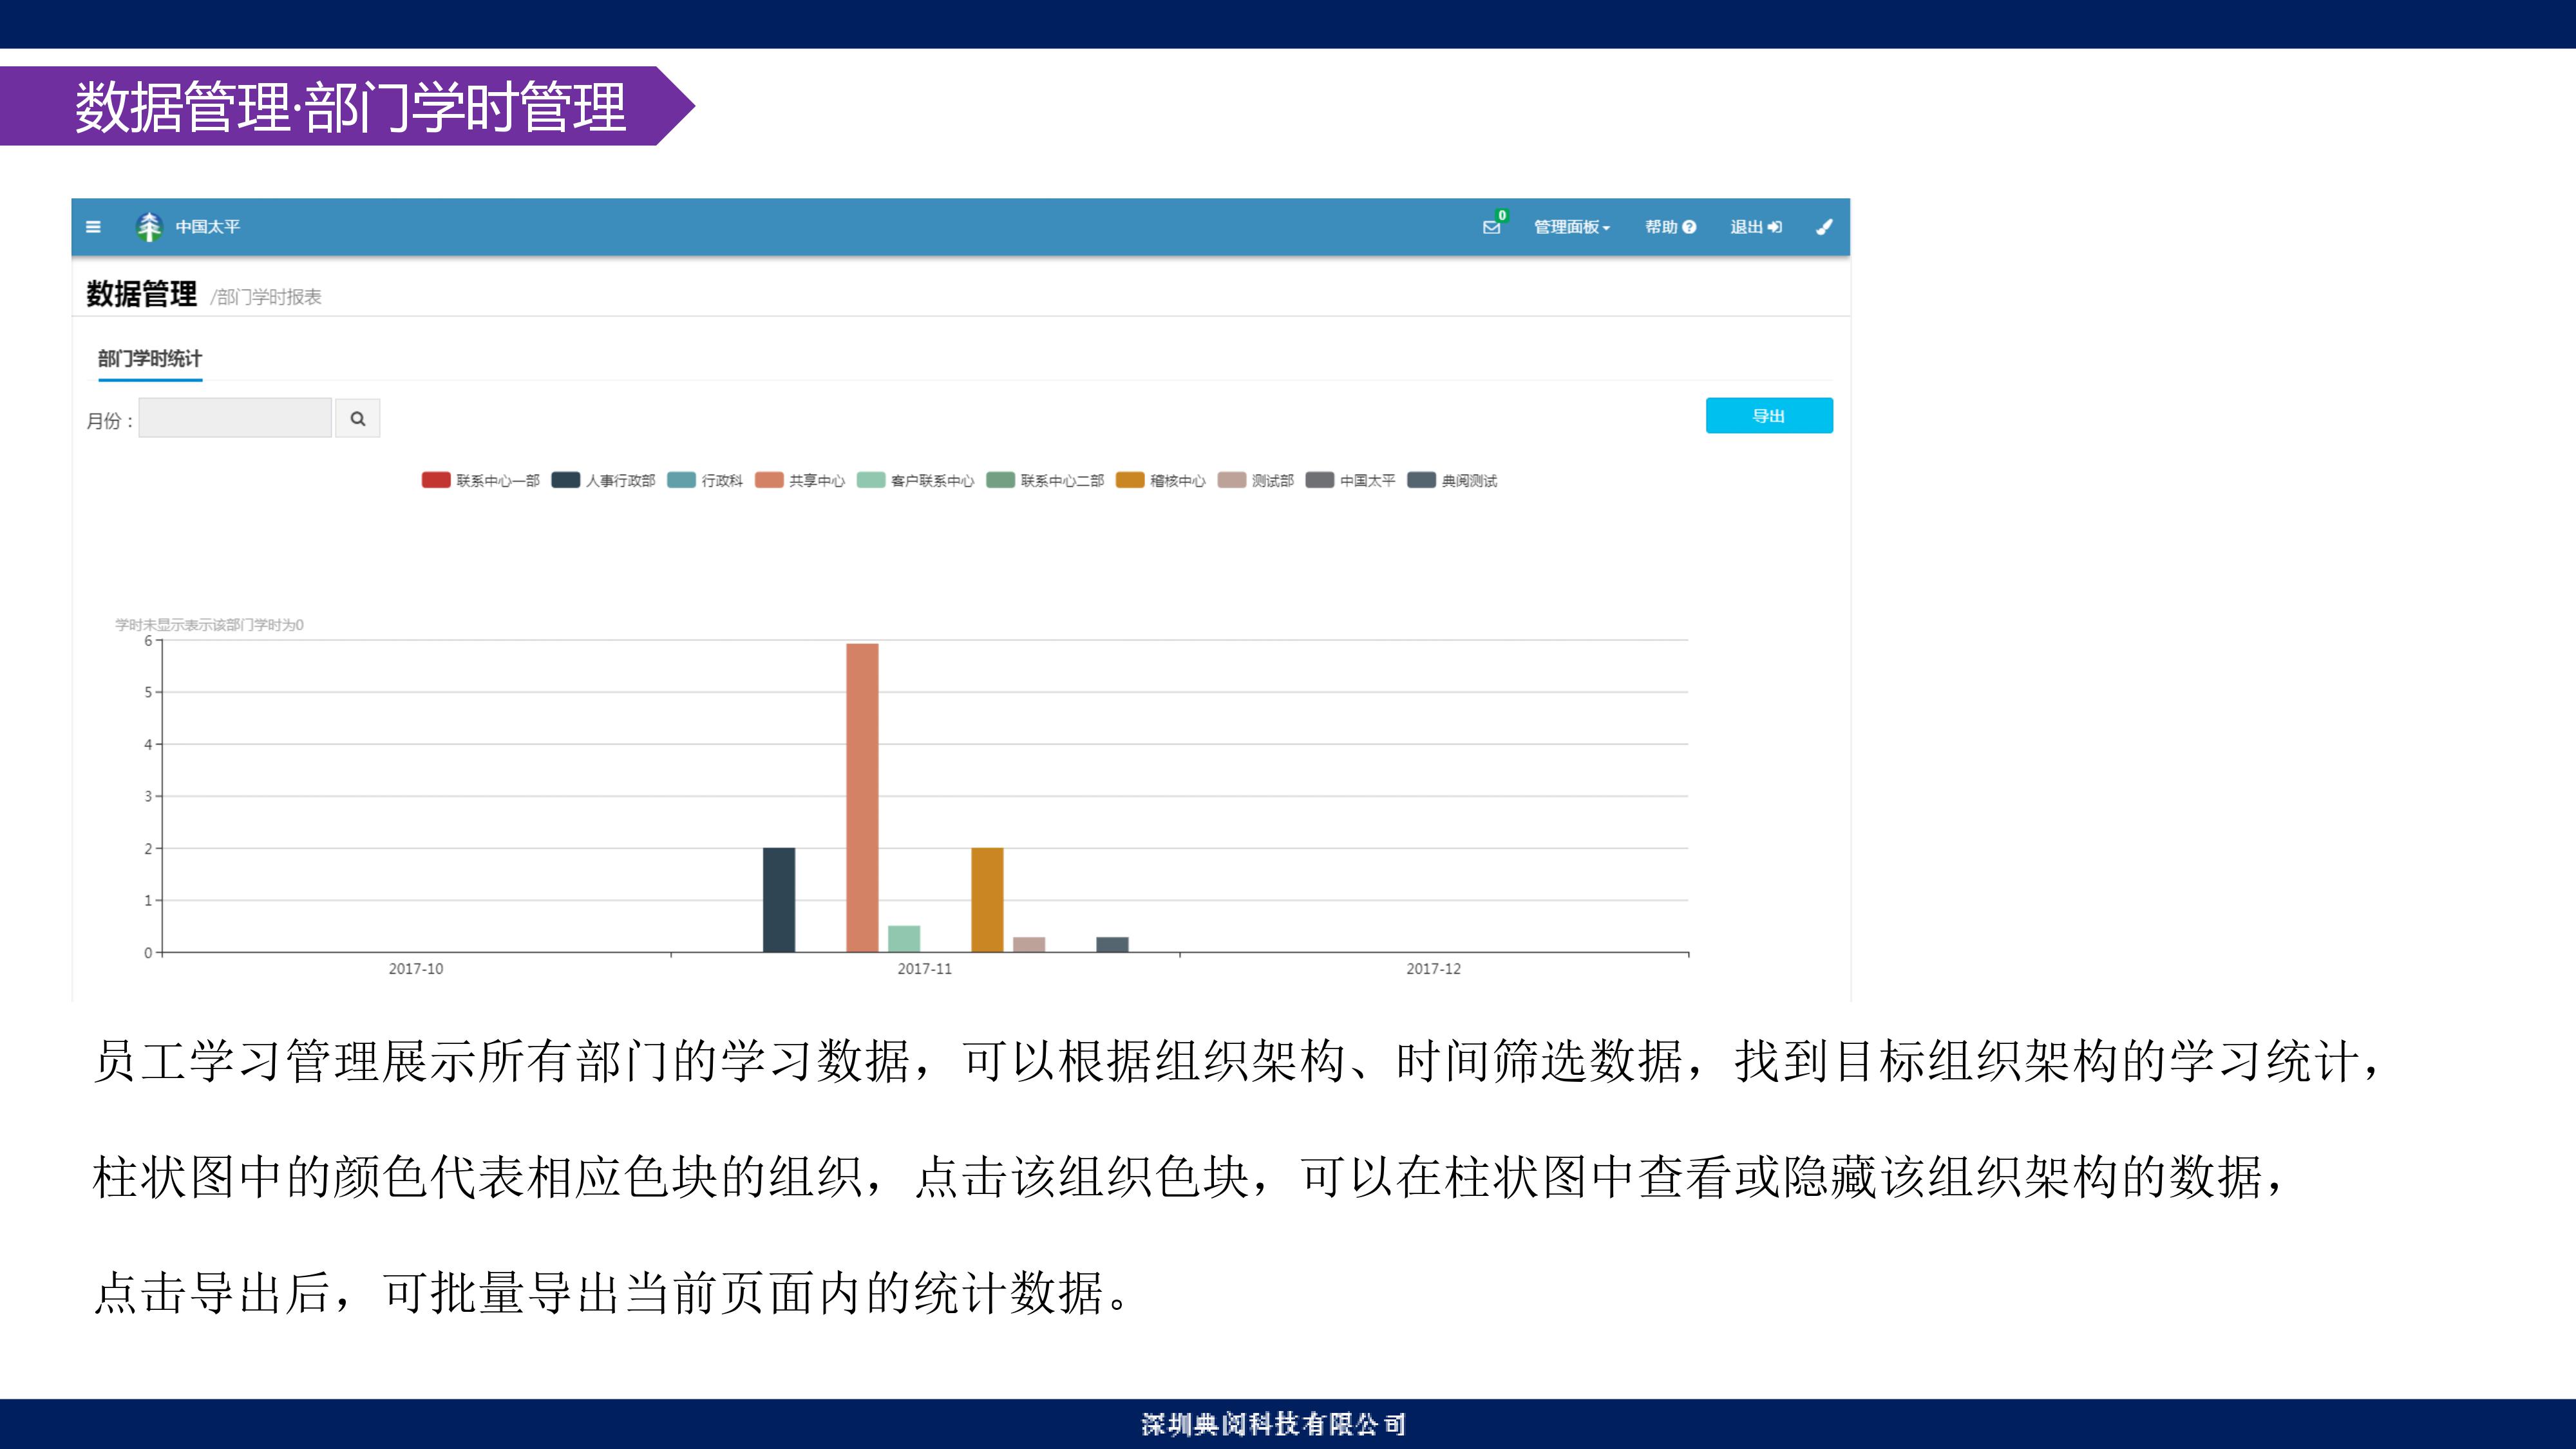 数据管理·部门学时管理
中国太平
0
管理面板
帮助
退出
数据管理 /部门学时报表
部门学时统计
月份：
导出
联系中心一部 人事行政部 行政科 共享中心 客户联系中心 联系中心二部 稽核中心 测试部 中国太平 典阅测试
学时未显示表示该部门学时为0
6
5
4
3
2
1
0
2017-10 2017-11 2017-12
员工学习管理展示所有部门的学习数据，可以根据组织架构、时间筛选数据，找到目标组织架构的学习统计，
柱状图中的颜色代表相应色块的组织，点击该组织色块，可以在柱状图中查看或隐藏该组织架构的数据，
点击导出后，可批量导出当前页面内的统计数据。
深圳典阅科技有限公司